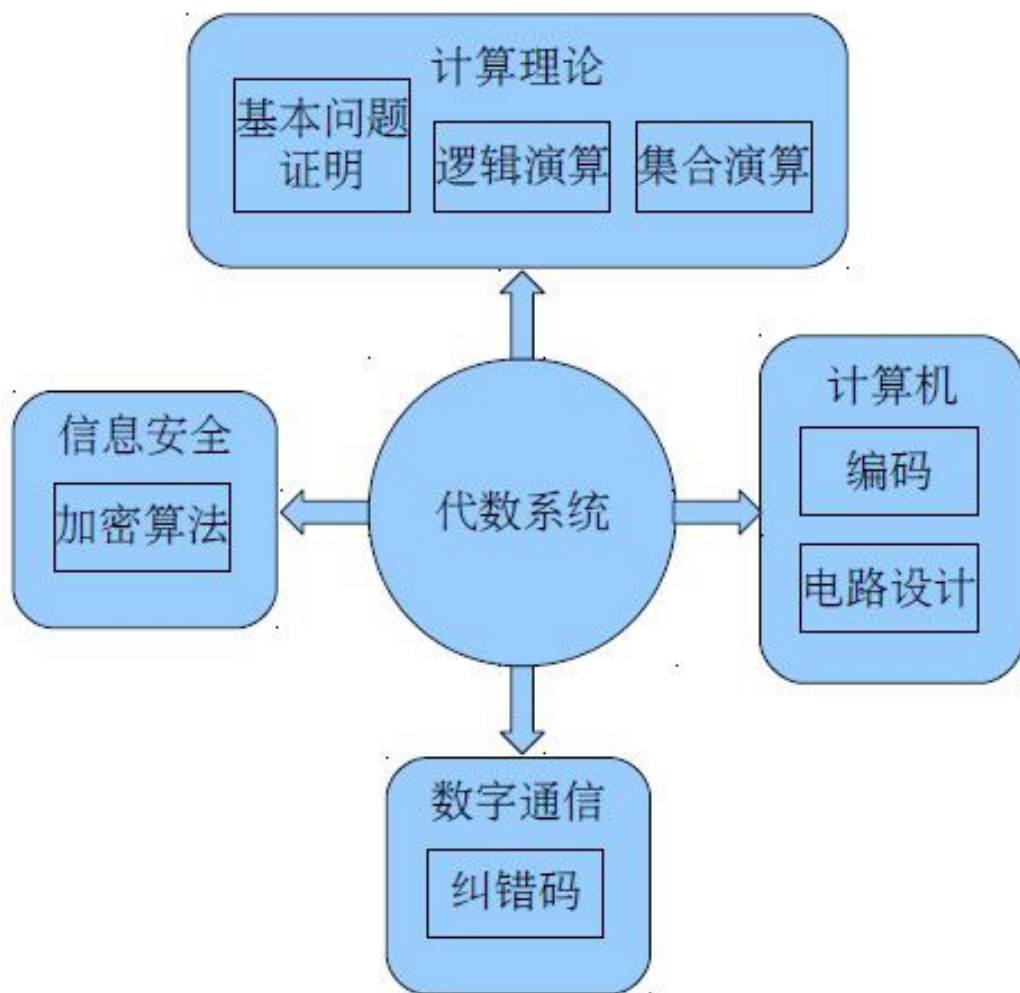 计算理论
基本问题
证明
逻辑演算
集合演算
计算机
编码
电路设计
信息安全
加密算法
代数系统
数字通信
纠错码